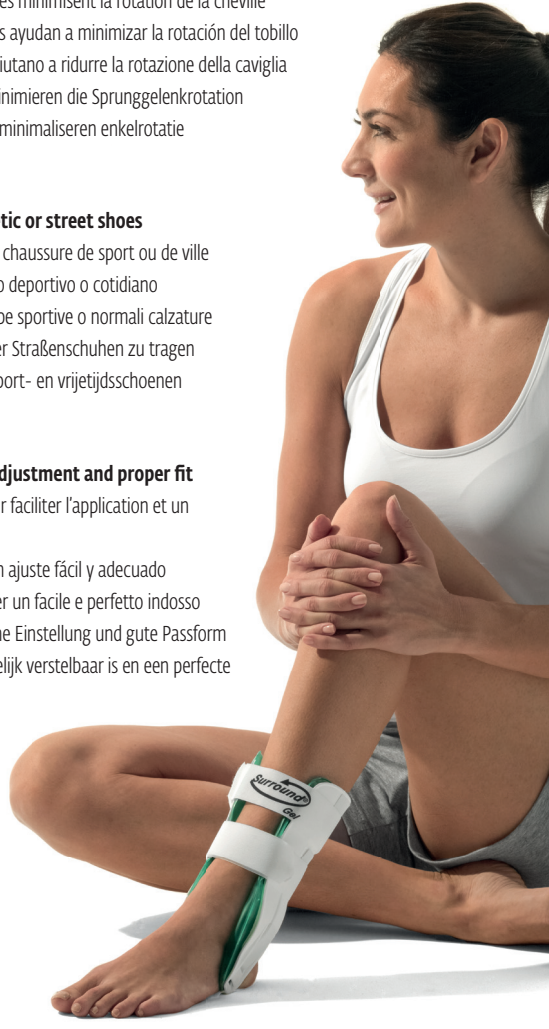 es minimisent la rotation de la cheville
s ayudan a minimizar la rotación del tobillo
iutano a ridurre la rotazione della caviglia
inimieren die Sprunggelenkrotation
minimaliseren enkelrotatie
tic or street shoes
chaussure de sport ou de ville
o deportivo o cotidiano
pe sportive o normali calzature
er Straßenschuhen zu tragen
port- en vrijetijdsschoenen
djustment and proper fit
r faciliter l'application et un
n ajuste fácil y adecuado
er un facile e perfetto indosso
he Einstellung und gute Passform
elijk verstelbaar is en een perfecte
Surround®
Gel